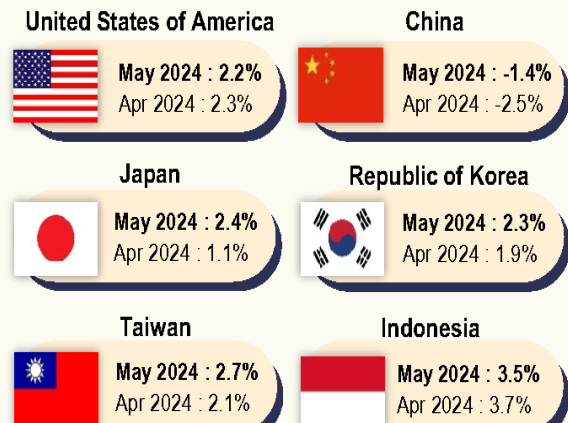 United States of America
May 2024 : 2.2%
Apr 2024 : 2.3%
China
May 2024 : -1.4%
Apr 2024 : -2.5%
Japan
May 2024 : 2.4%
Apr 2024 : 1.1%
Republic of Korea
May 2024 : 2.3%
Apr 2024 : 1.9%
Taiwan
May 2024 : 2.7%
Apr 2024 : 2.1%
Indonesia
May 2024 : 3.5%
Apr 2024 : 3.7%